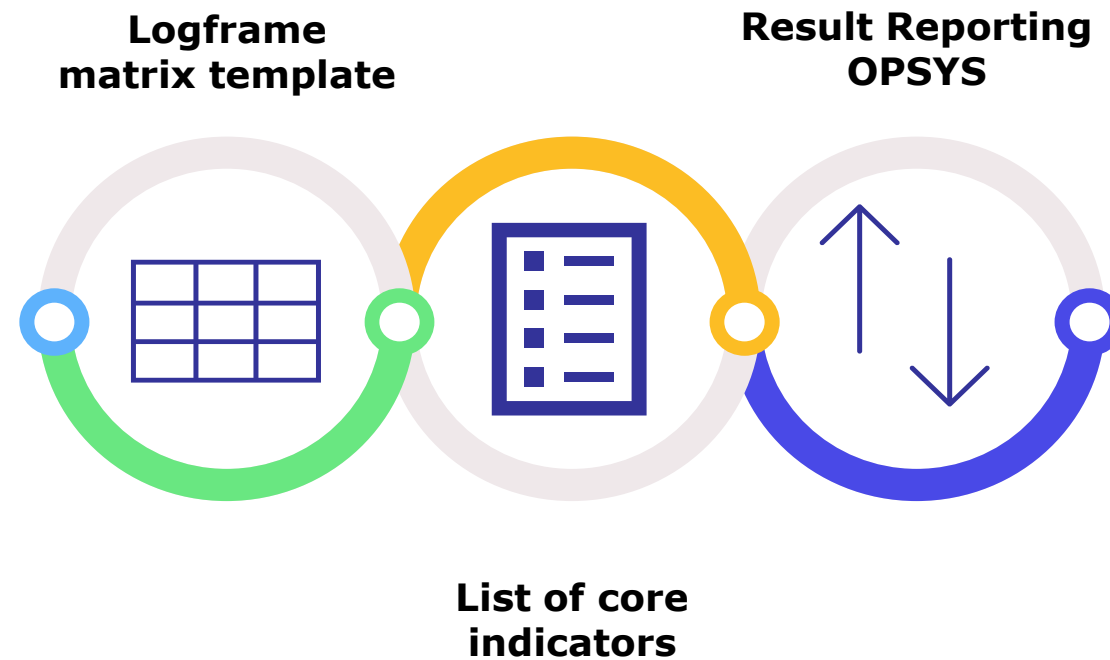 Logframe
matrix template
Result Reporting
OPSYS
List of core
indicators